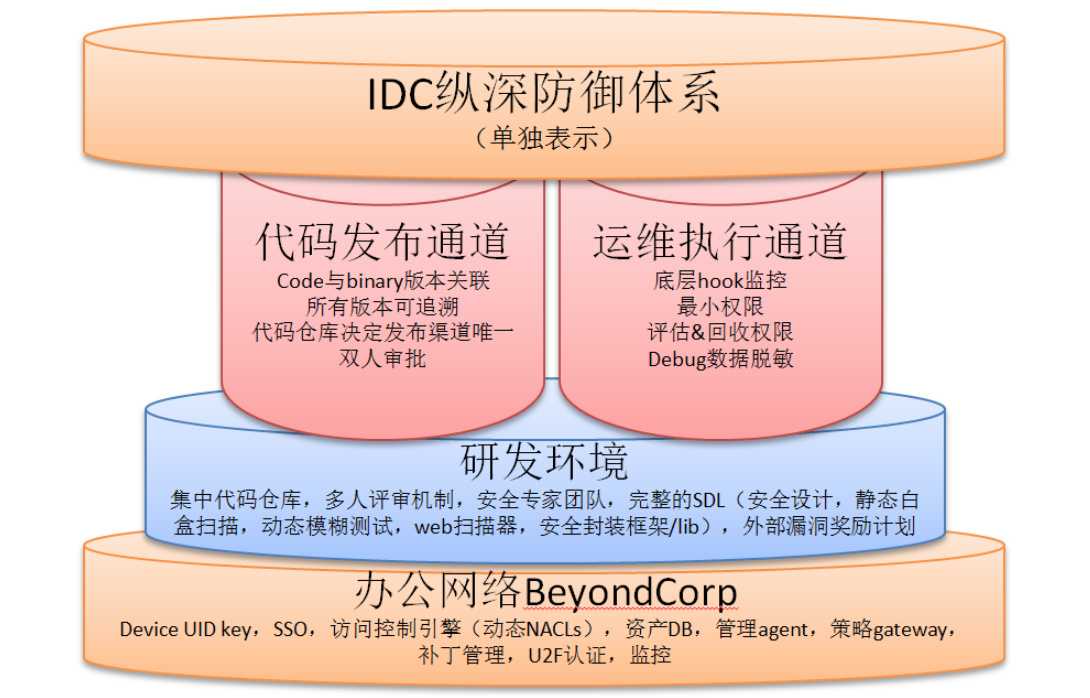 IDC纵深防御体系
（单独表示）
代码发布通道
Code与binary版本关联
所有版本可追溯
代码仓库决定发布渠道唯一
双人审批
运维执行通道
底层hook监控
最小权限
评估&回收权限
Debug数据脱敏
研发环境
集中代码仓库，多人评审机制，安全专家团队，完整的SDL（安全设计，静态白
盒扫描，动态模糊测试，web扫描器，安全封装框架/lib），外部漏洞奖励计划
办公网络BeyondCorp
Device UID key，SSO，访问控制引擎（动态NACLs），资产DB，管理agent，策略gateway，
补丁管理，U2F认证，监控